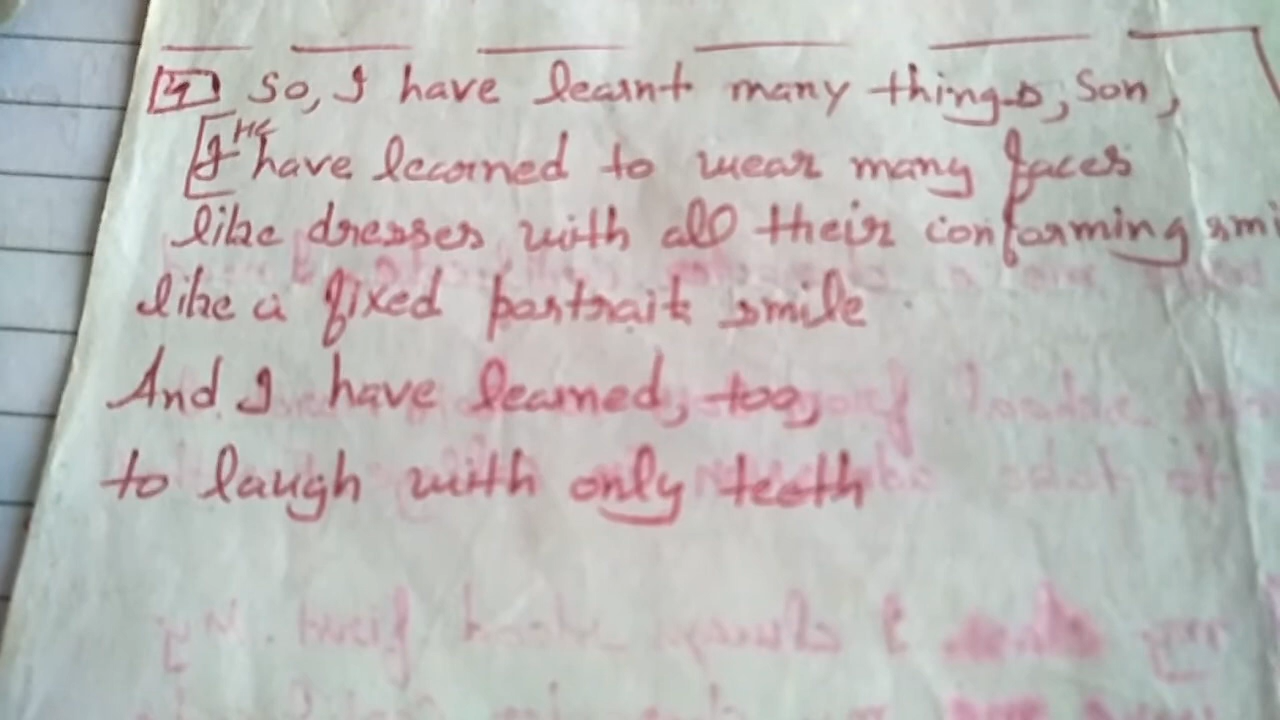 4 So, I have learnt many things, Son,
[I have learned to wear many faces
like dresses with all their conforming smi
like a fixed portrait smile
And I have learned, too,
to laugh with only teeth